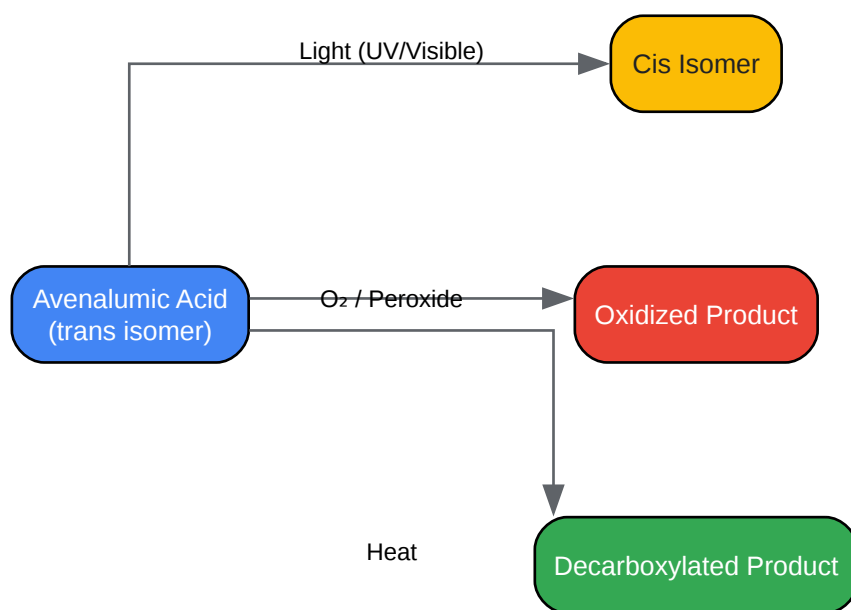 Light (UV/Visible)
Cis Isomer
Avenalumic Acid
(trans isomer)
O₂ / Peroxide
Oxidized Product
Heat
Decarboxylated Product